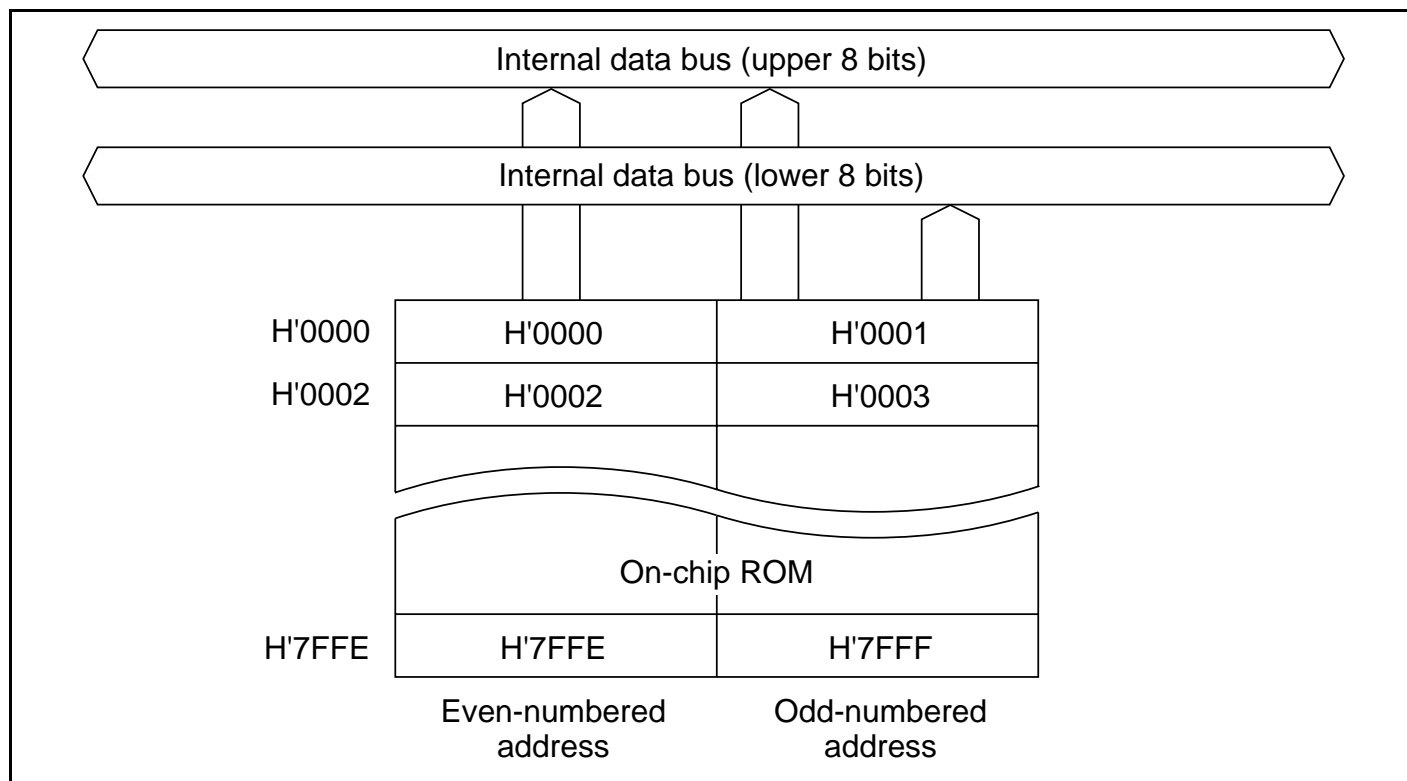 Internal data bus (upper 8 bits)
Internal data bus (lower 8 bits)
H'0000 H'0000 H'0001
H'0002 H'0002 H'0003
On-chip ROM
H'7FFE H'7FFE H'7FFF
Even-numbered Odd-numbered
address address